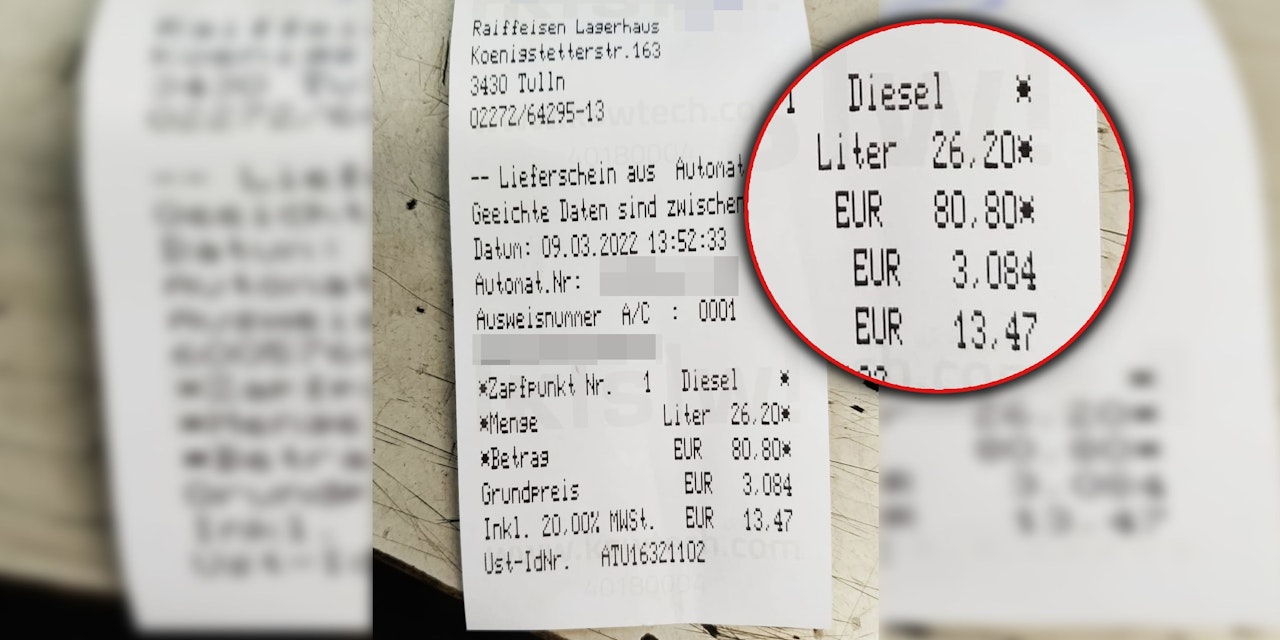 Raiffeisen Lagerhaus
Koenigstetterstr.163
3430 Tulln
02272/64295-13
-- Lieferschein aus Automat
Geeichte Daten sind zwischen
Datum: 09.03.2022 13:52:33
Automat.Nr:
Ausweisnummer A/C : 0001
*Zapfpunkt Nr. 1 Diesel *
*Menge Liter 26,20*
*Betrag EUR 80,80*
Grundpreis EUR 3,084
Inkl. 20,00% MWSt. EUR 13,47
Ust-IdNr. ATU16321102
1 Diesel *
Liter 26,20*
EUR 80,80*
EUR 3,084
EUR 13,47